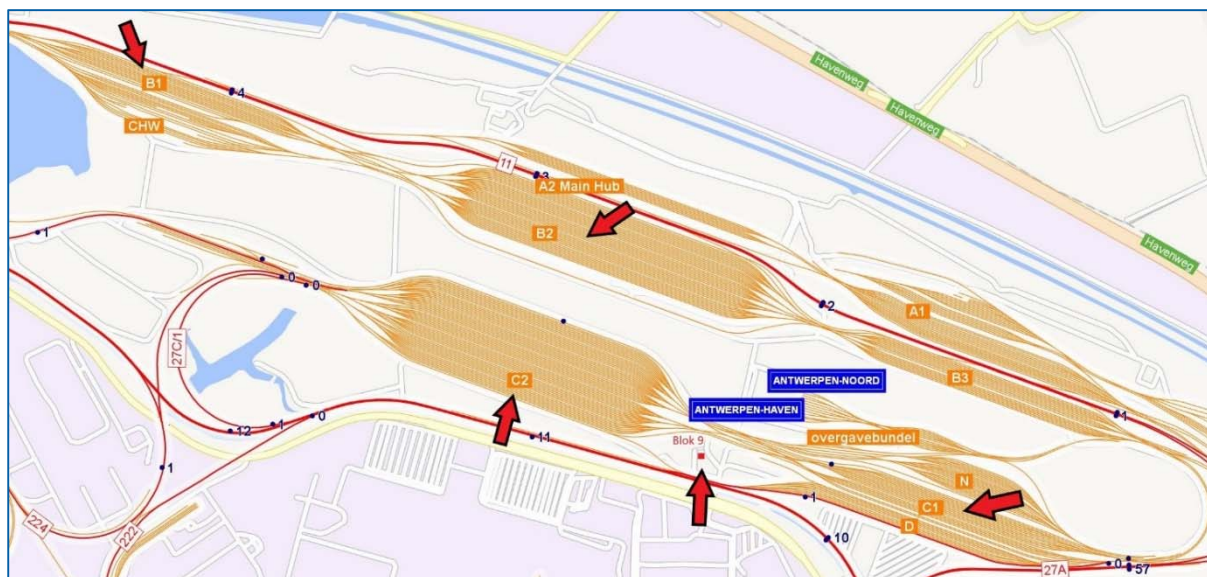 B1
4
CHW
11
3
A2 Main Hub
B2
Havenweg
Havenweg
Havenweg
1
0
0
2
A1
27C/1
C2
B3
ANTWERPEN-NOORD
ANTWERPEN-HAVEN
1
0
1
12
11
Blok 9
overgavebundel
N
1
1
C1
D
10
224
222
27A
0
57